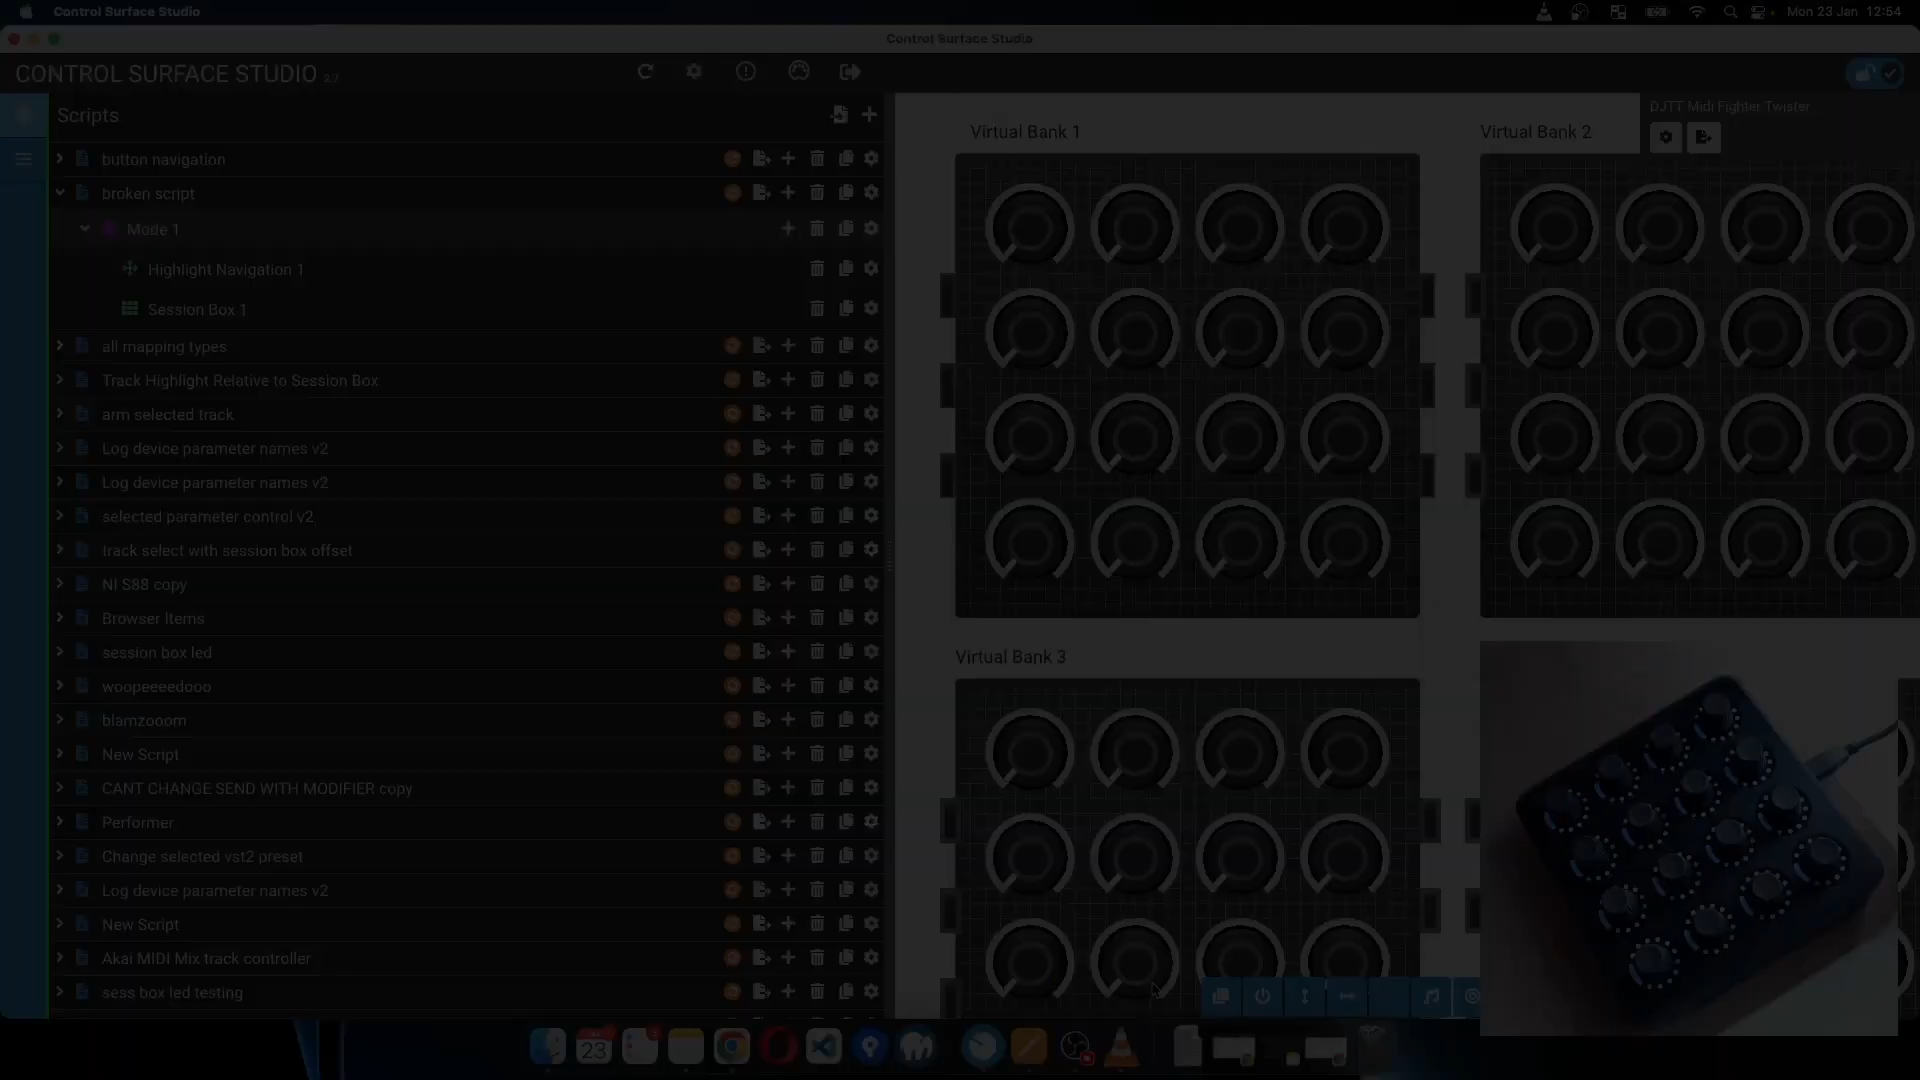 Control Surface Studio
Mon 23 Jan 12:54
Control Surface Studio
CONTROL SURFACE STUDIO 2.7
Scripts
button navigation
broken script
Mode 1
Highlight Navigation 1
Session Box 1
all mapping types
Track Highlight Relative to Session Box
arm selected track
Log device parameter names v2
Log device parameter names v2
selected parameter control v2
track select with session box offset
NI S88 copy
Browser Items
session box led
woopeeeedooo
blamzooom
New Script
CANT CHANGE SEND WITH MODIFIER copy
Performer
Change selected vst2 preset
Log device parameter names v2
New Script
Akai MIDI Mix track controller
sess box led testing
Virtual Bank 1
Virtual Bank 2
DJTT Midi Fighter Twister
Virtual Bank 3
23